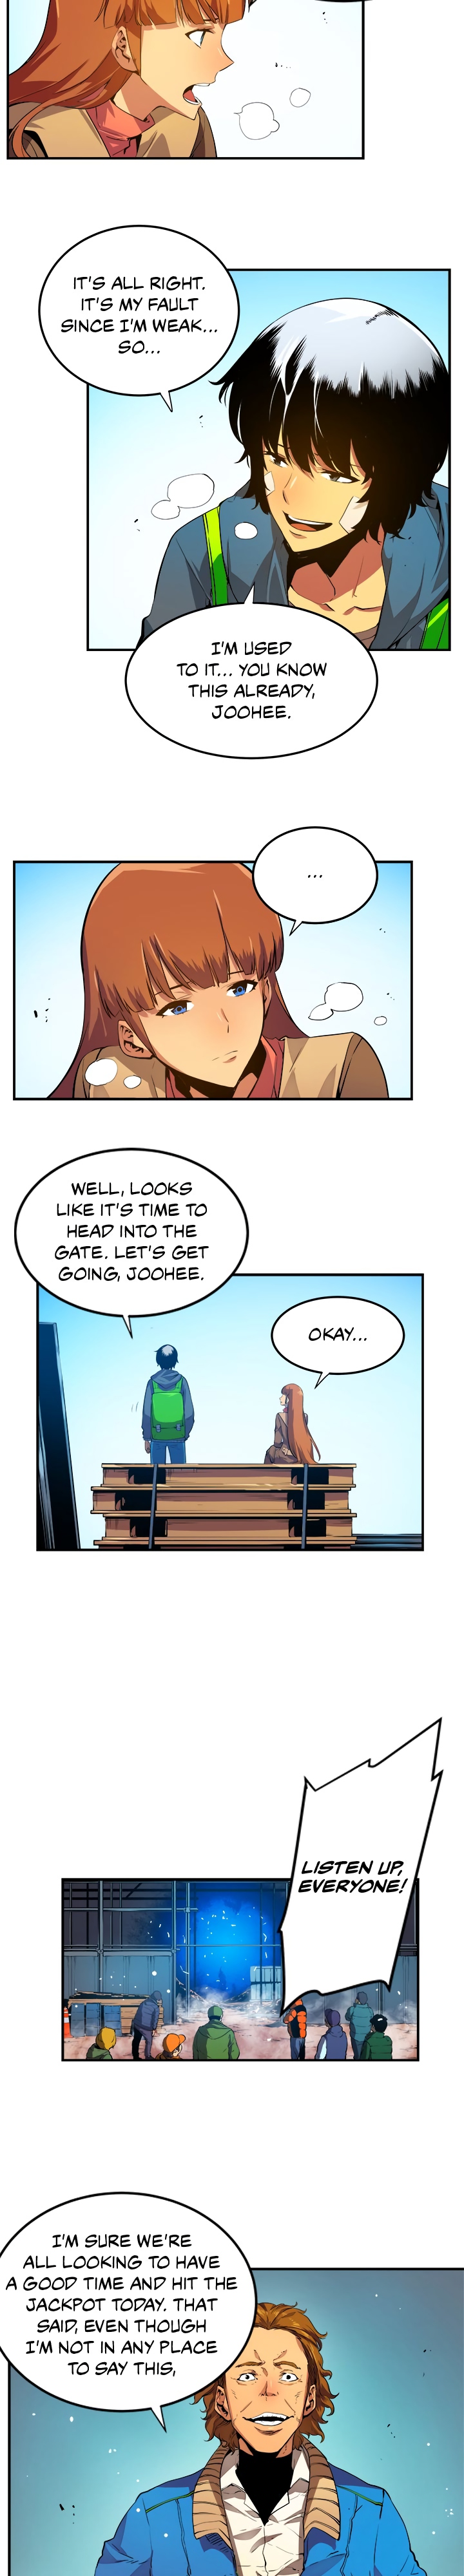 IT'S ALL RIGHT.
IT'S MY FAULT
SINCE I'M WEAK...
SO...
I'M USED
TO IT... YOU KNOW
THIS ALREADY,
JOOHEE.
...
WELL, LOOKS
LIKE IT'S TIME TO
HEAD INTO THE
GATE. LET'S GET
GOING, JOOHEE.
OKAY...
LISTEN UP,
EVERYONE!
I'M SURE WE'RE
ALL LOOKING TO HAVE
A GOOD TIME AND HIT THE
JACKPOT TODAY. THAT
SAID, EVEN THOUGH
I'M NOT IN ANY PLACE
TO SAY THIS,